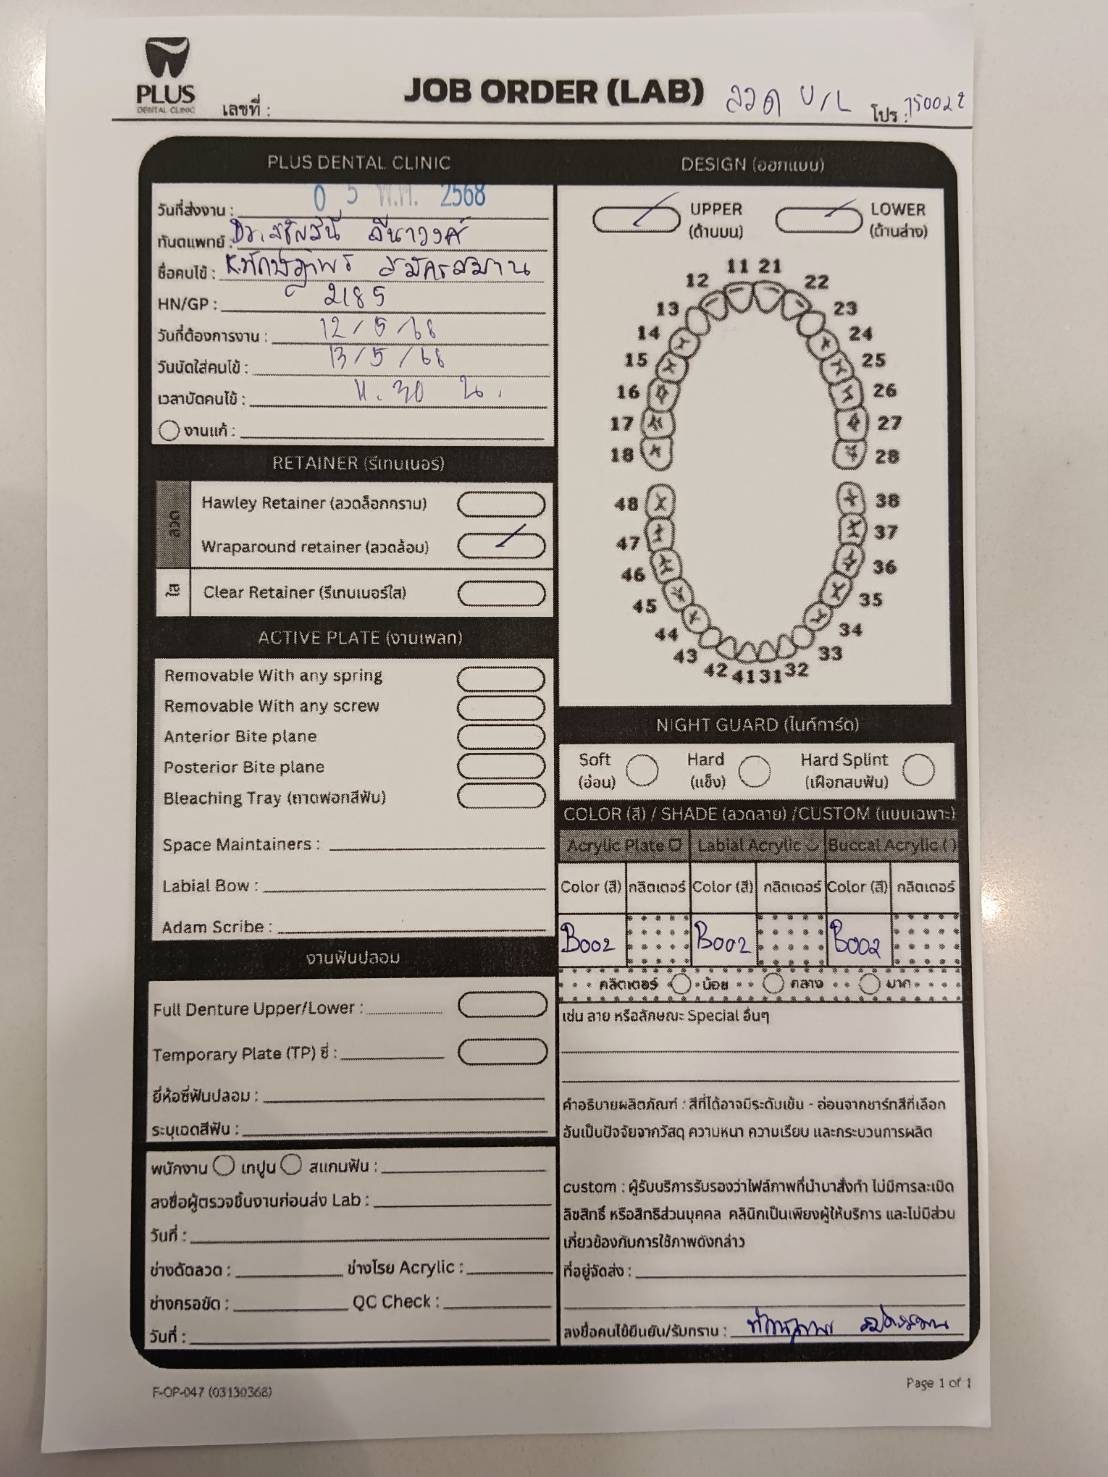 PLUS
DENTAL CLINIC
เลขที่ :
JOB ORDER (LAB) ลวด U/L
โปร :
PLUS DENTAL CLINIC
วันที่ส่งงาน : 0 5 พ.ค. 2568
ทันตแพทย์ :
ชื่อคนไข้ :
HN/GP : 2185
วันที่ต้องการงาน : 12/5/68
วันนัดใส่คนไข้ : 13/5/68
เวลานัดคนไข้ : 11.30 น.
งานแก้ :
RETAINER (รีเทนเนอร์)
ลวด
Hawley Retainer (ลวดล็อกกราม)
Wraparound retainer (ลวดล้อม)
ใส
Clear Retainer (รีเทนเนอร์ใส)
ACTIVE PLATE (งานเพลท)
Removable With any spring
Removable With any screw
Anterior Bite plane
Posterior Bite plane
Bleaching Tray (ถาดฟอกสีฟัน)
Space Maintainers :
Labial Bow :
Adam Scribe :
งานฟันปลอม
Full Denture Upper/Lower :
Temporary Plate (TP) ซี่ :
ยี่ห้อซี่ฟันปลอม :
ระบุเฉดสีฟัน :
พนักงาน เทปูน สแกนฟัน :
ลงชื่อผู้ตรวจชิ้นงานก่อนส่ง Lab :
วันที่ :
ช่างดัดลวด : ช่างโรย Acrylic :
ช่างกรอขัด : QC Check :
วันที่ :
DESIGN (ออกแบบ)
UPPER
(ด้านบน)
LOWER
(ด้านล่าง)
11 21
12 22
13 23
14 24
15 25
16 26
17 27
18 28
48 38
47 37
46 36
45 35
44 34
43 33
42 41 31 32
NIGHT GUARD (ไนท์การ์ด)
Soft
(อ่อน)
Hard
(แข็ง)
Hard Splint
(เฝือกสบฟัน)
COLOR (สี) / SHADE (ลวดลาย) /CUSTOM (แบบเฉพาะ)
Acrylic Plate Labial Acrylic Buccal Acrylic ( )
Color (สี) กลิตเตอร์ Color (สี) กลิตเตอร์ Color (สี) กลิตเตอร์
B002 B002 B002
กลิตเตอร์ น้อย กลาง มาก
เช่น ลาย หรือลักษณะ Special อื่นๆ
คำอธิบายผลิตภัณฑ์ : สีที่ได้อาจมีระดับเข้ม - อ่อนจากชาร์ทสีที่เลือก
อันเป็นปัจจัยจากวัสดุ ความหนา ความเรียบ และกระบวนการผลิต
custom : ผู้รับบริการรับรองว่าไฟล์ภาพที่นำมาสั่งทำ ไม่มีการละเมิด
ลิขสิทธิ์ หรือสิทธิส่วนบุคคล คลินิกเป็นเพียงผู้ให้บริการ และไม่มีส่วน
เกี่ยวข้องกับการใช้ภาพดังกล่าว
ที่อยู่จัดส่ง :
ลงชื่อคนไข้ยืนยัน/รับทราบ :
F-OP-047 (03130368)
Page 1 of 1